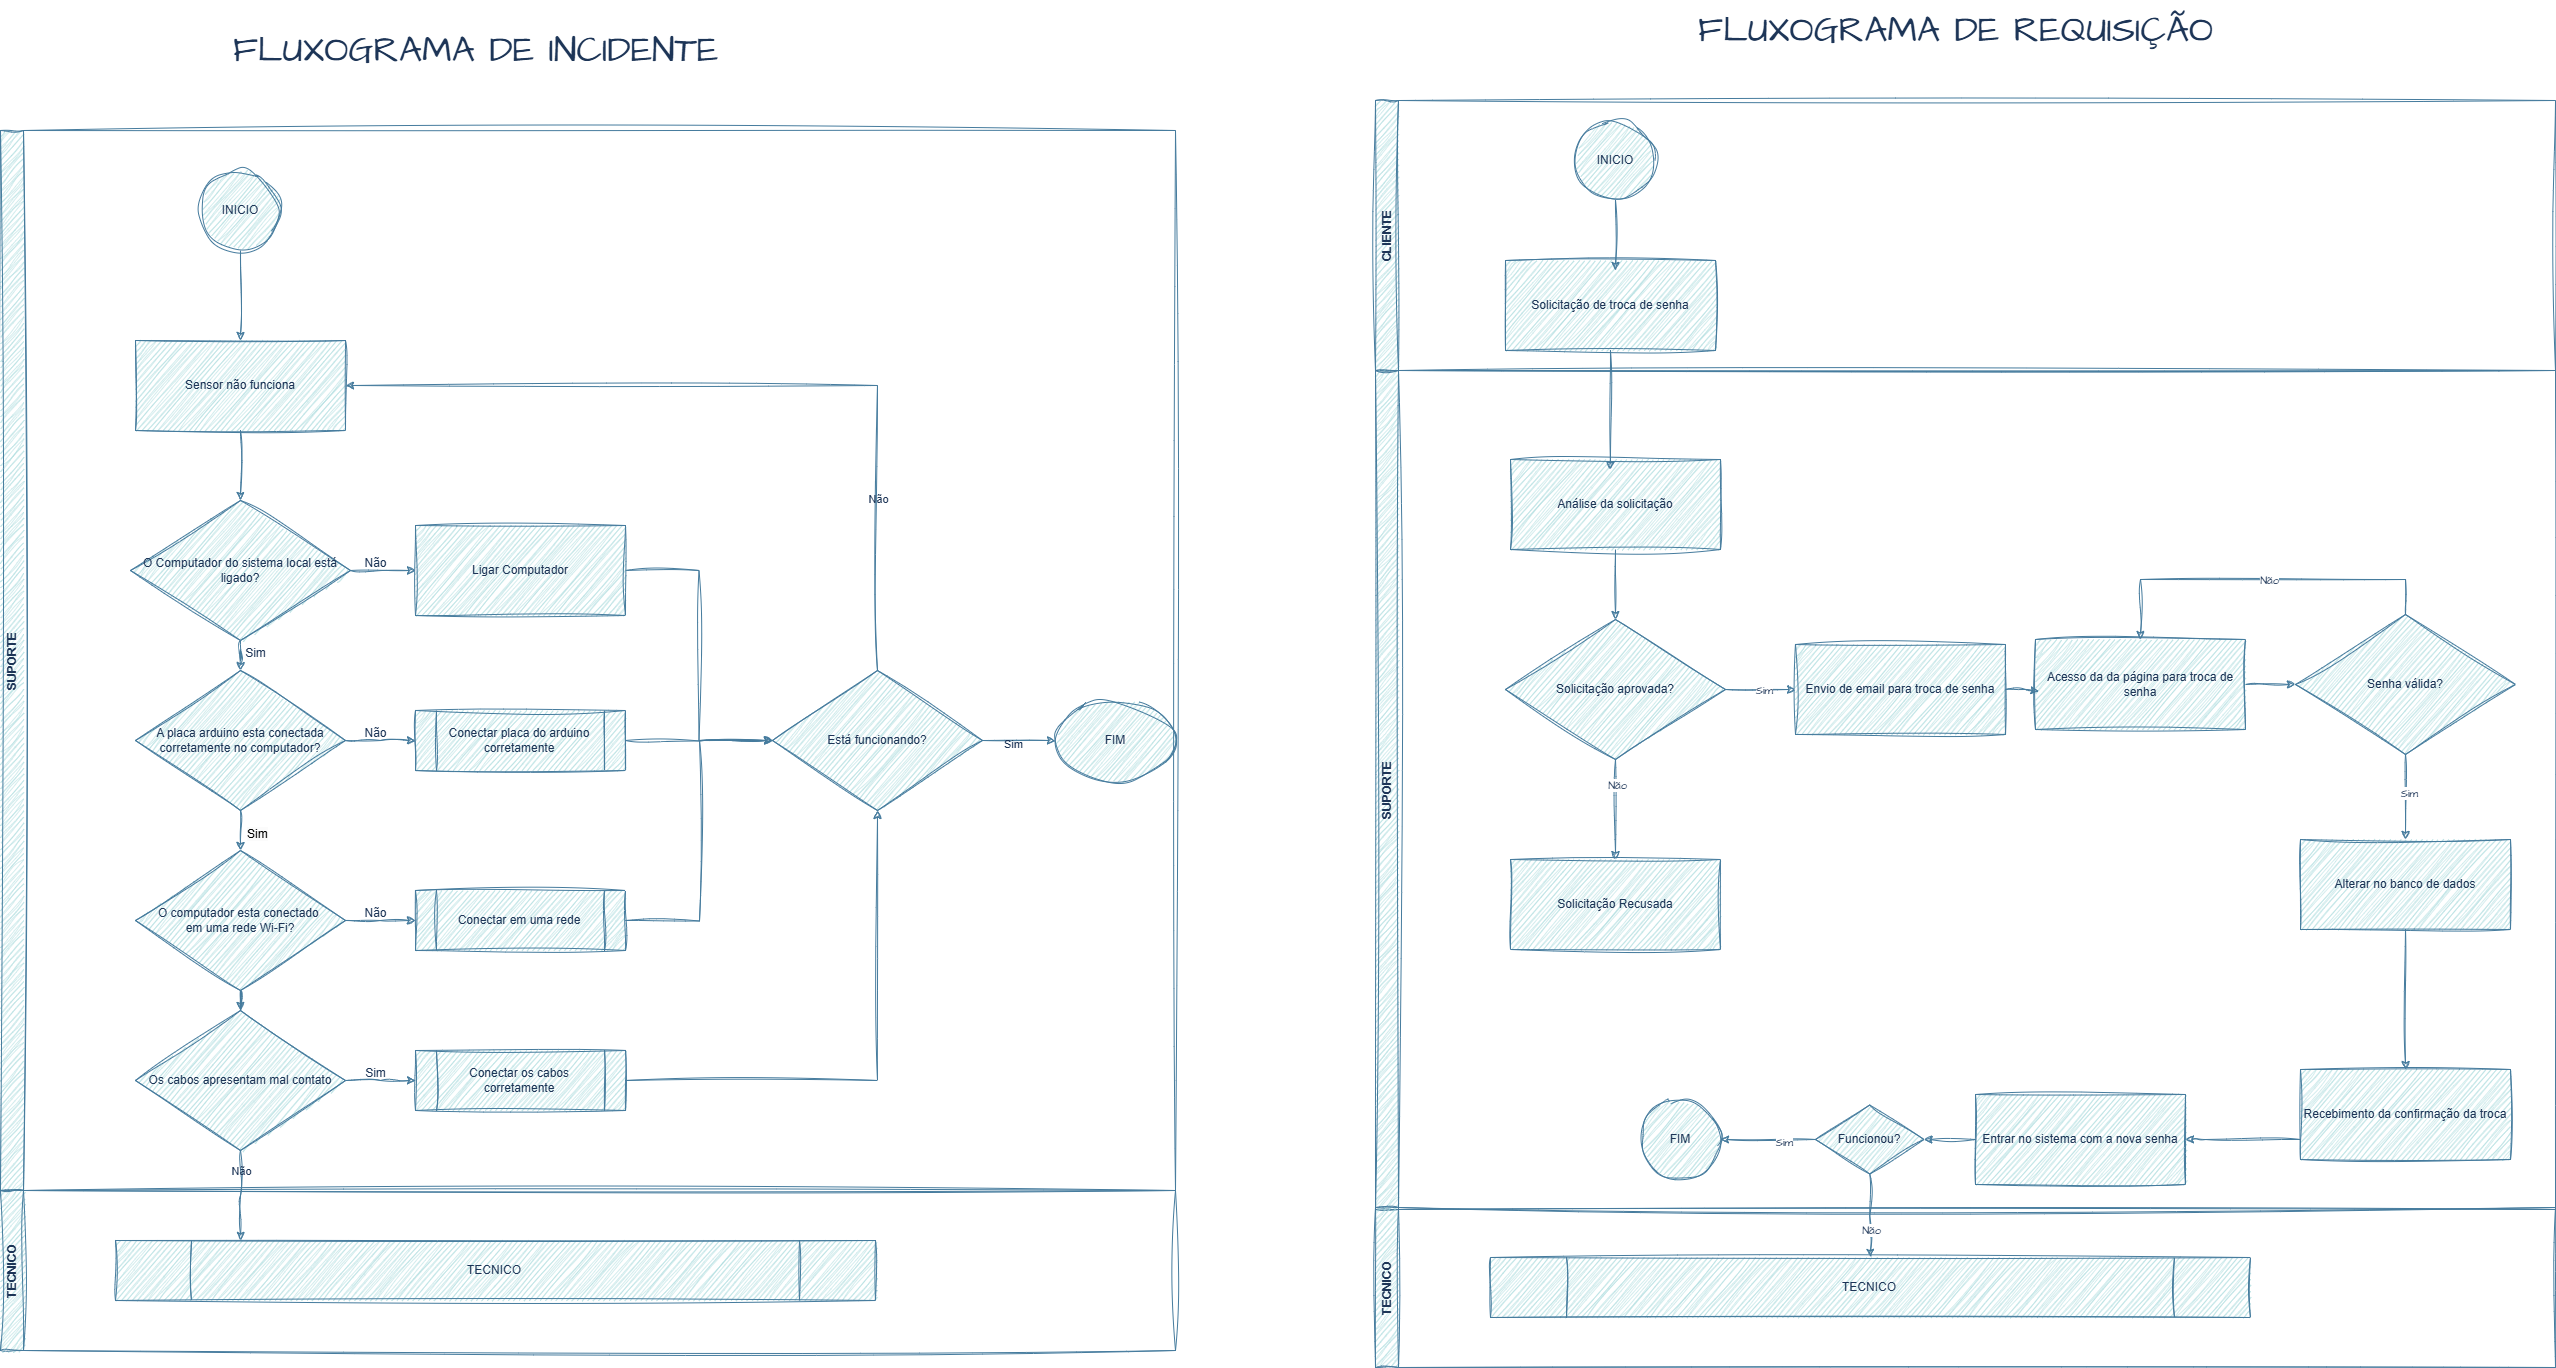 FLUXOGRAMA DE INCIDENTE
SUPORTE
INICIO
Sensor não funciona
O Computador do sistema local está
ligado?
Não
Ligar Computador
Sim
A placa arduino esta conectada
corretamente no computador?
Não
Conectar placa do arduino
corretamente
Sim
O computador esta conectado
em uma rede Wi-Fi?
Não
Conectar em uma rede
Os cabos apresentam mal contato
Sim
Conectar os cabos
corretamente
Não
Está funcionando?
Não
Sim
FIM
TECNICO
TECNICO
FLUXOGRAMA DE REQUISIÇÃO
CLIENTE
INICIO
Solicitação de troca de senha
SUPORTE
Análise da solicitação
Solicitação aprovada?
Sim
Envio de email para troca de senha
Acesso da da página para troca de
senha
Senha válida?
Não
Não
Solicitação Recusada
Sim
Alterar no banco de dados
Recebimento da confirmação da troca
Entrar no sistema com a nova senha
Funcionou?
Sim
FIM
Não
TECNICO
TECNICO